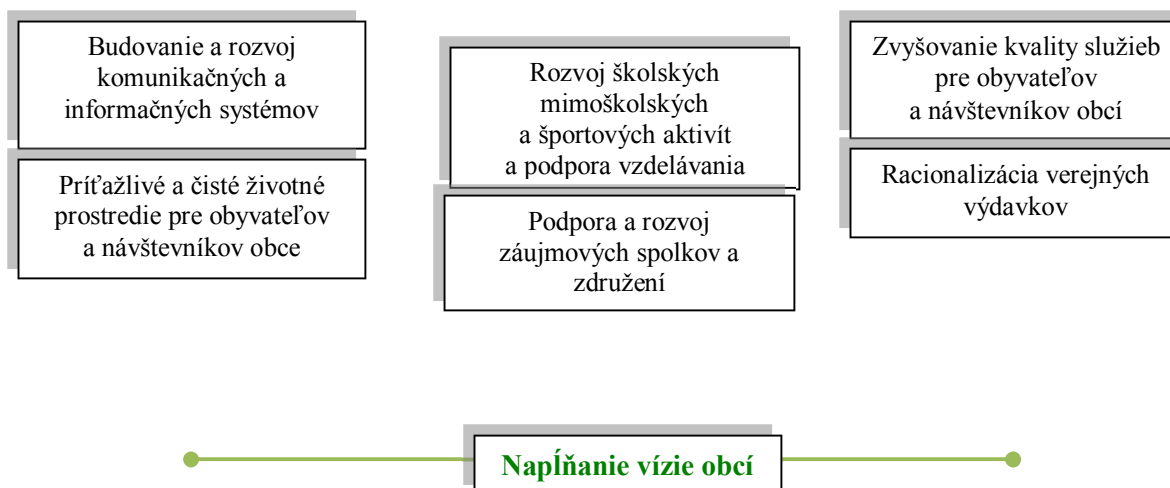 Budovanie a rozvoj
komunikačných a
informačných systémov
Príťažlivé a čisté životné
prostredie pre obyvateľov
a návštevníkov obce
Rozvoj školských
mimoškolských
a športových aktivít
a podpora vzdelávania
Podpora a rozvoj
záujmových spolkov a
združení
Zvyšovanie kvality služieb
pre obyvateľov
a návštevníkov obcí
Racionalizácia verejných
výdavkov
Napĺňanie vízie obcí